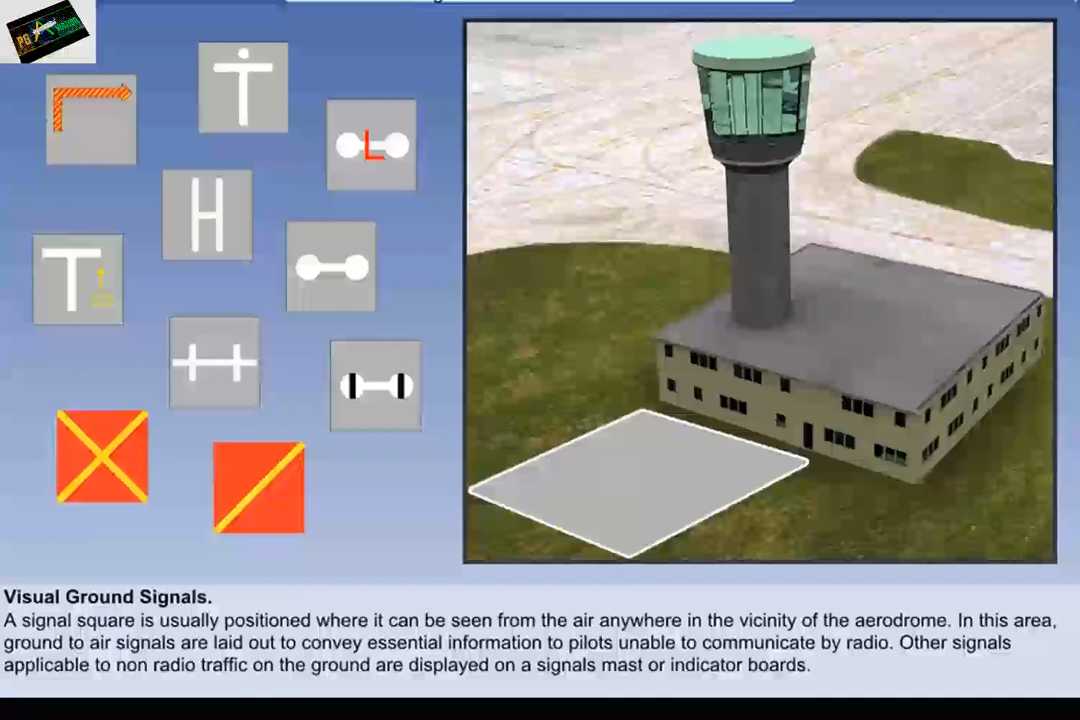 PG AVIATION
Visual Ground Signals.
A signal square is usually positioned where it can be seen from the air anywhere in the vicinity of the aerodrome. In this area,
ground to air signals are laid out to convey essential information to pilots unable to communicate by radio. Other signals
applicable to non radio traffic on the ground are displayed on a signals mast or indicator boards.